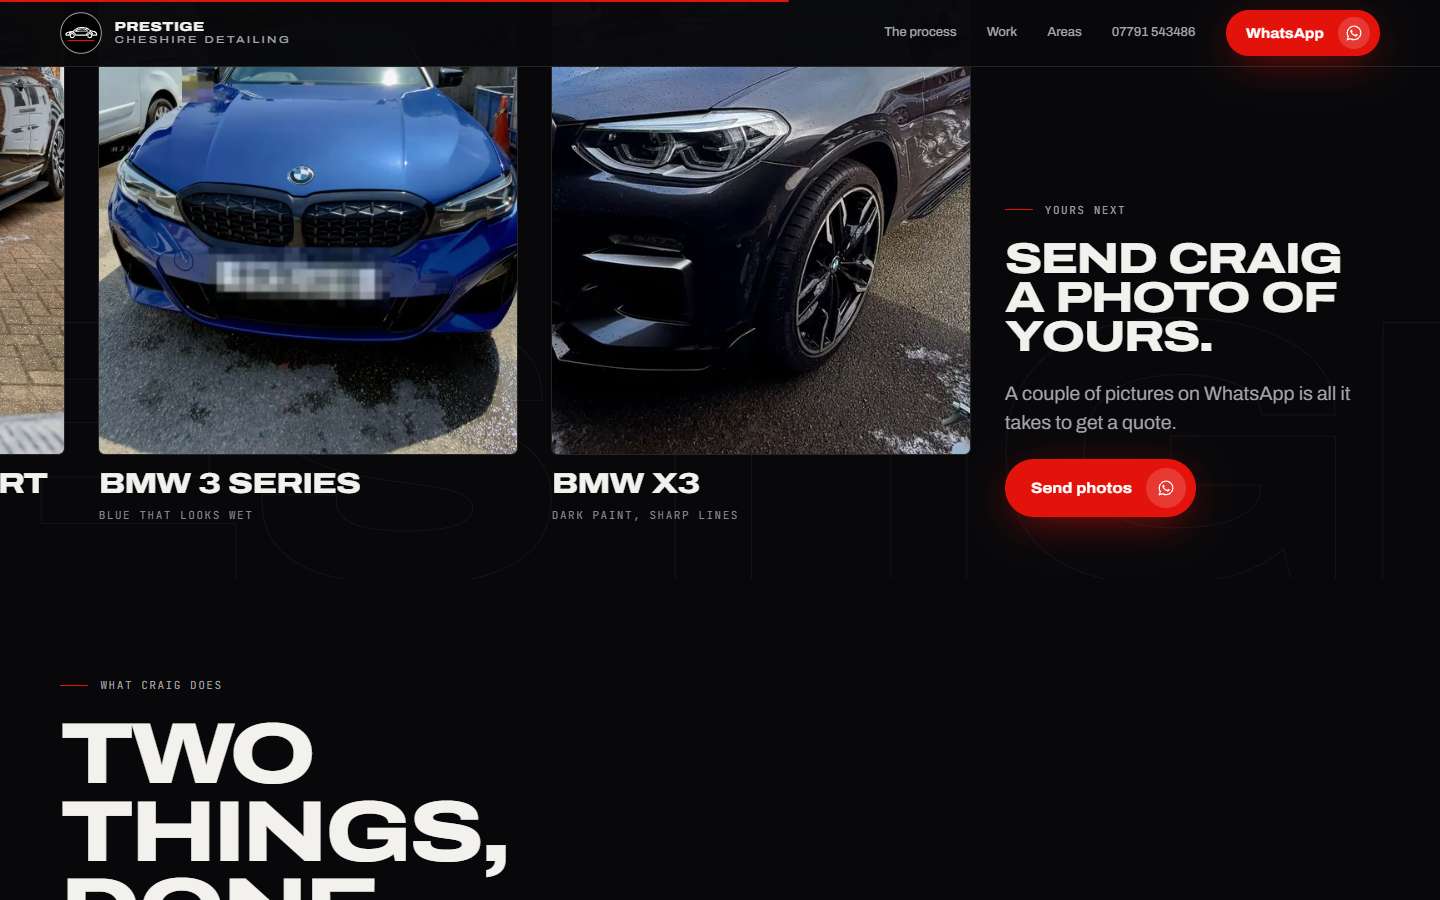 PRESTIGE
CHESHIRE DETAILING
The process
Work
Areas
07791 543486
WhatsApp
YOURS NEXT
SEND CRAIG
A PHOTO OF
YOURS.
A couple of pictures on WhatsApp is all it
takes to get a quote.
Send photos
RT
BMW 3 SERIES
BLUE THAT LOOKS WET
BMW X3
DARK PAINT, SHARP LINES
WHAT CRAIG DOES
TWO
THINGS,
DONE